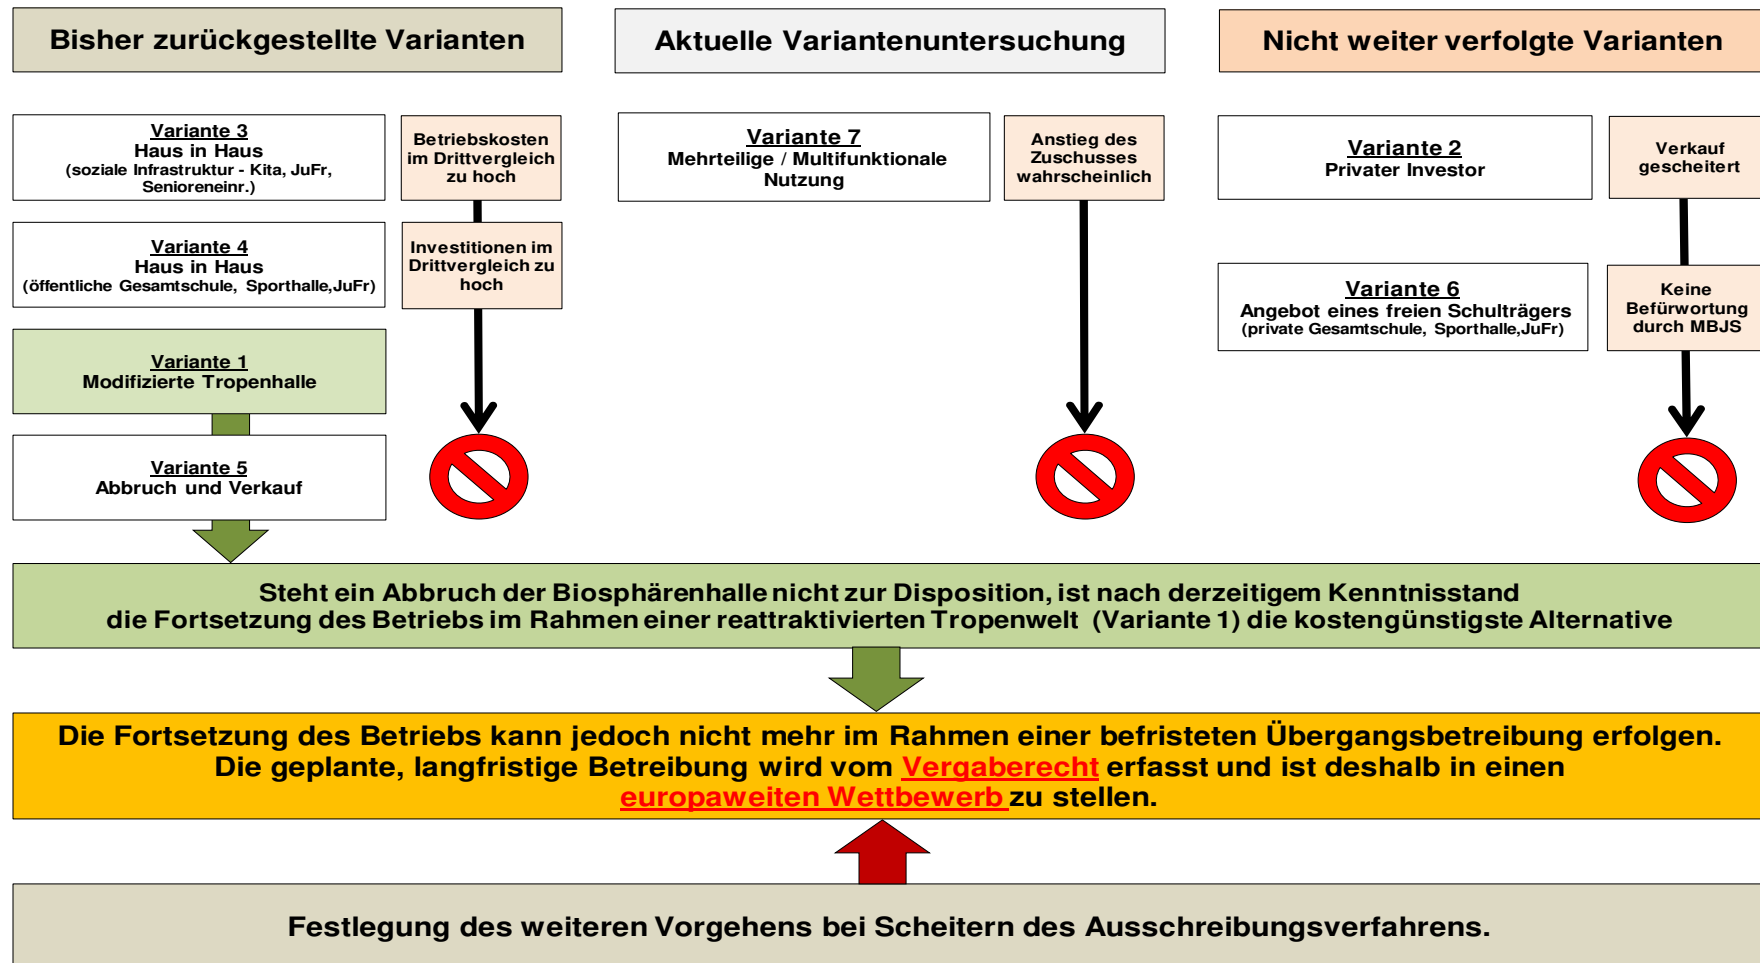 Bisher zurückgestellte Varianten
Aktuelle Variantenuntersuchung
Nicht weiter verfolgte Varianten
Variante 3
Haus in Haus
(soziale Infrastruktur - Kita, JuFr,
Senioreneinr.)
Betriebskosten
im Drittvergleich
zu hoch
Variante 4
Haus in Haus
(öffentliche Gesamtschule, Sporthalle,JuFr)
Investitionen im
Drittvergleich zu
hoch
Variante 1
Modifizierte Tropenhalle
Variante 5
Abbruch und Verkauf
Variante 7
Mehrteilige / Multifunktionale
Nutzung
Anstieg des
Zuschusses
wahrscheinlich
Variante 2
Privater Investor
Verkauf
gescheitert
Variante 6
Angebot eines freien Schulträgers
(private Gesamtschule, Sporthalle,JuFr)
Keine
Befürwortung
durch MBJS
Steht ein Abbruch der Biosphärenhalle nicht zur Disposition, ist nach derzeitigem Kenntnisstand
die Fortsetzung des Betriebs im Rahmen einer reattraktivierten Tropenwelt (Variante 1) die kostengünstigste Alternative
Die Fortsetzung des Betriebs kann jedoch nicht mehr im Rahmen einer befristeten Übergangsbetreibung erfolgen.
Die geplante, langfristige Betreibung wird vom Vergaberecht erfasst und ist deshalb in einen
europaweiten Wettbewerb zu stellen.
Festlegung des weiteren Vorgehens bei Scheitern des Ausschreibungsverfahrens.